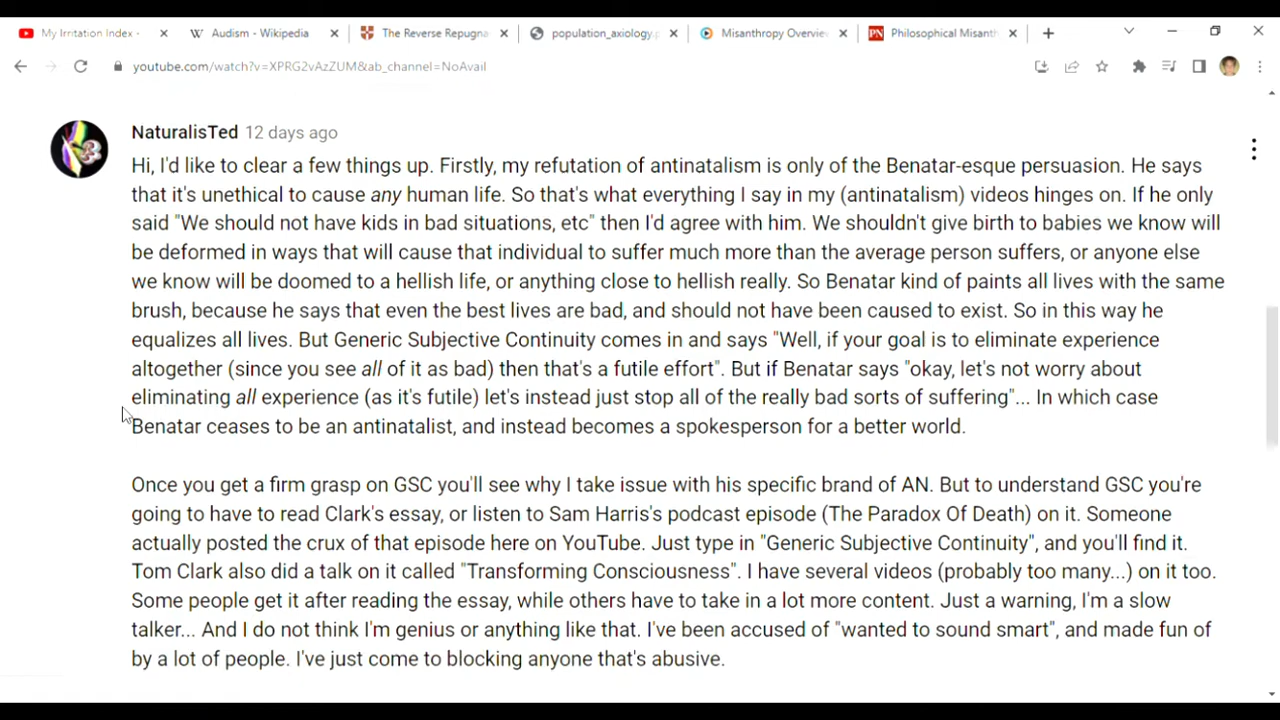 My Irritation Index -
Audism - Wikipedia
The Reverse Repugna
population_axiology.p
Misanthropy Overvie
PN
Philosophical Misanth
youtube.com/watch?v=XPRG2vAzZUM&ab_channel=NoAvail
NaturalisTed 12 days ago
Hi, I'd like to clear a few things up. Firstly, my refutation of antinatalism is only of the Benatar-esque persuasion. He says
that it's unethical to cause any human life. So that's what everything I say in my (antinatalism) videos hinges on. If he only
said "We should not have kids in bad situations, etc" then I'd agree with him. We shouldn't give birth to babies we know will
be deformed in ways that will cause that individual to suffer much more than the average person suffers, or anyone else
we know will be doomed to a hellish life, or anything close to hellish really. So Benatar kind of paints all lives with the same
brush, because he says that even the best lives are bad, and should not have been caused to exist. So in this way he
equalizes all lives. But Generic Subjective Continuity comes in and says "Well, if your goal is to eliminate experience
altogether (since you see all of it as bad) then that's a futile effort". But if Benatar says "okay, let's not worry about
eliminating all experience (as it's futile) let's instead just stop all of the really bad sorts of suffering"... In which case
Benatar ceases to be an antinatalist, and instead becomes a spokesperson for a better world.
Once you get a firm grasp on GSC you'll see why I take issue with his specific brand of AN. But to understand GSC you're
going to have to read Clark's essay, or listen to Sam Harris's podcast episode (The Paradox Of Death) on it. Someone
actually posted the crux of that episode here on YouTube. Just type in "Generic Subjective Continuity", and you'll find it.
Tom Clark also did a talk on it called "Transforming Consciousness". I have several videos (probably too many...) on it too.
Some people get it after reading the essay, while others have to take in a lot more content. Just a warning, I'm a slow
talker... And I do not think I'm genius or anything like that. I've been accused of "wanted to sound smart", and made fun of
by a lot of people. I've just come to blocking anyone that's abusive.